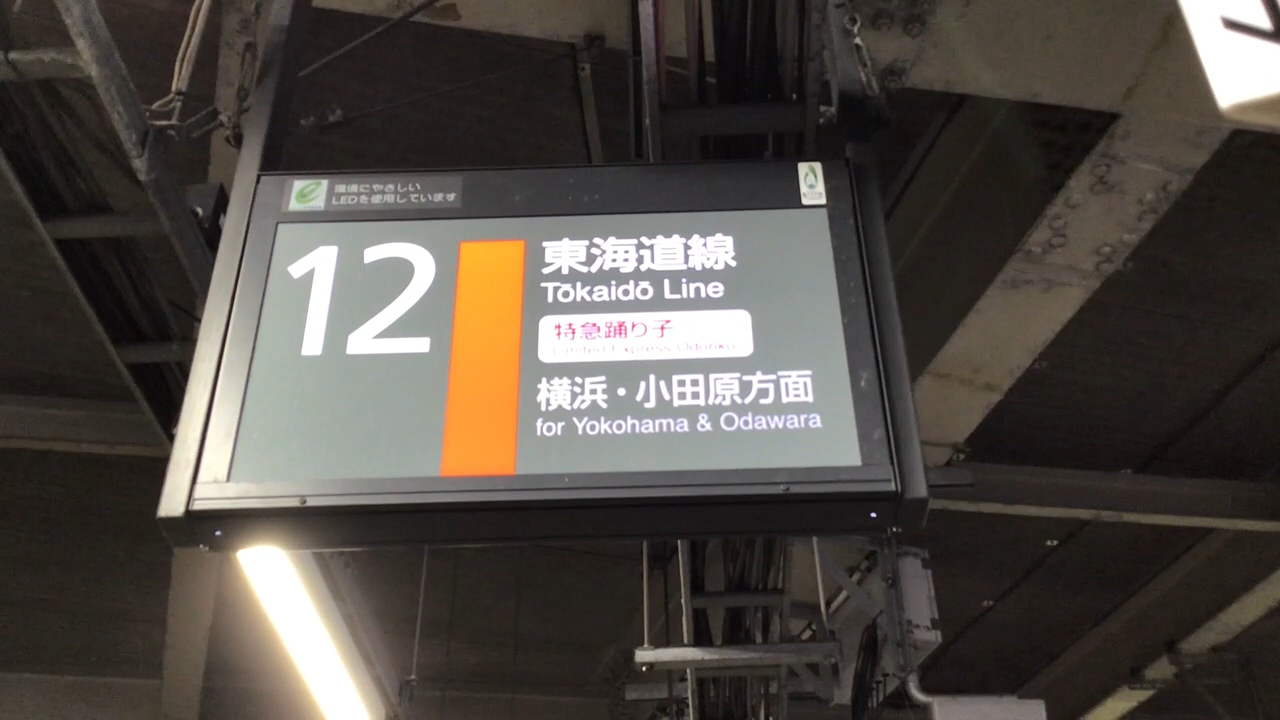 環境にやさしい
LEDを使用しています
12
東海道線
Tōkaidō Line
特急踊り子
Limited Express Odoriko
横浜・小田原方面
for Yokohama & Odawara